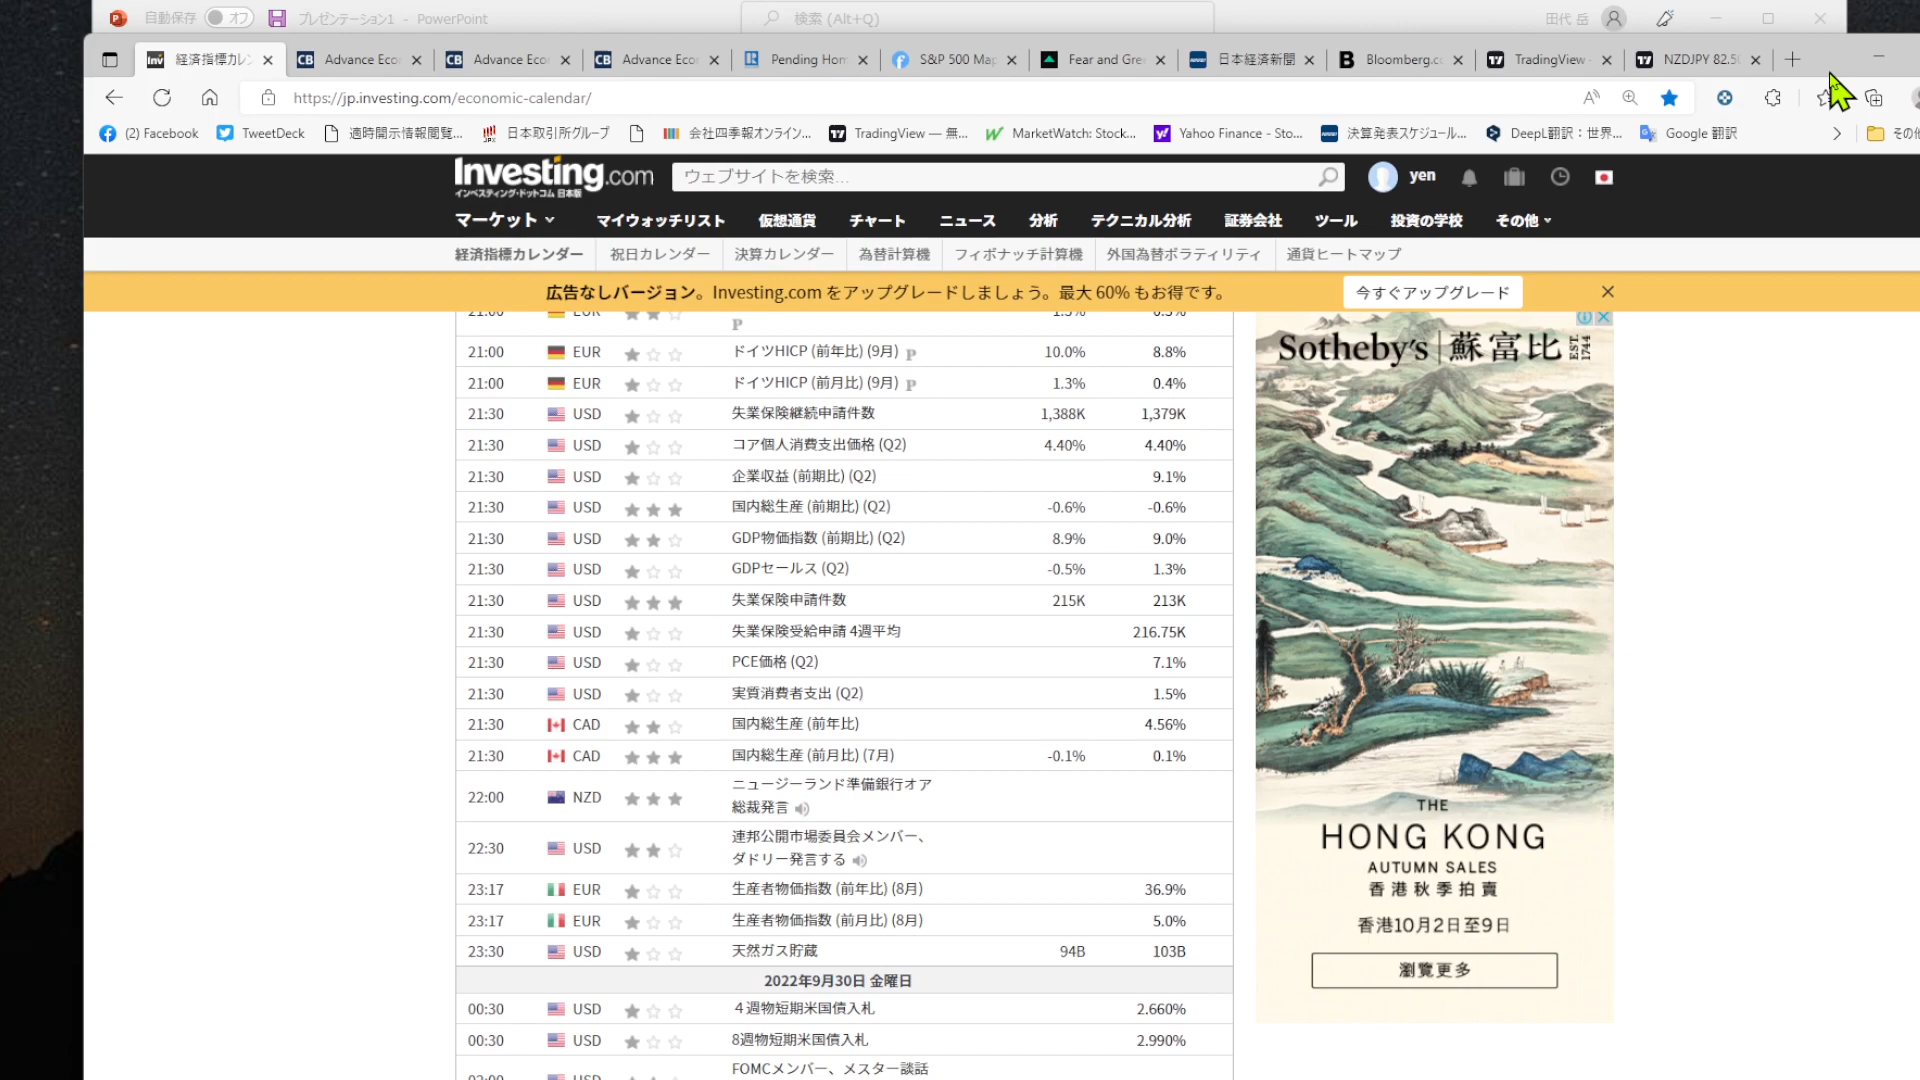 自動保存 オフ プレゼンテーション1 - PowerPoint 検索 (Alt+Q) 田代 岳
経済指標カレン Advance Econ Advance Econ Advance Econ Pending Hom S&P 500 Map Fear and Gree 日本経済新聞 Bloomberg.co TradingView - NZDJPY 82.50
https://jp.investing.com/economic-calendar/
(2) Facebook TweetDeck 適時開示情報閲覧... 日本取引所グループ 会社四季報オンライン... TradingView — 無... MarketWatch: Stock... Yahoo Finance - Sto... 決算発表スケジュール... DeepL翻訳：世界... Google 翻訳 その他
Investing.com ウェブサイトを検索... yen
インベスティング・ドットコム 日本版
マーケット マイウォッチリスト 仮想通貨 チャート ニュース 分析 テクニカル分析 証券会社 ツール 投資の学校 その他
経済指標カレンダー 祝日カレンダー 決算カレンダー 為替計算機 フィボナッチ計算機 外国為替ボラティリティ 通貨ヒートマップ
広告なしバージョン。Investing.com をアップグレードしましょう。最大 60% もお得です。 今すぐアップグレード
21:00 EUR P
21:00 EUR ドイツHICP (前年比) (9月) P 10.0% 8.8%
21:00 EUR ドイツHICP (前月比) (9月) P 1.3% 0.4%
21:30 USD 失業保険継続申請件数 1,388K 1,379K
21:30 USD コア個人消費支出価格 (Q2) 4.40% 4.40%
21:30 USD 企業収益 (前期比) (Q2) 9.1%
21:30 USD 国内総生産 (前期比) (Q2) -0.6% -0.6%
21:30 USD GDP物価指数 (前期比) (Q2) 8.9% 9.0%
21:30 USD GDPセールス (Q2) -0.5% 1.3%
21:30 USD 失業保険申請件数 215K 213K
21:30 USD 失業保険受給申請 4週平均 216.75K
21:30 USD PCE価格 (Q2) 7.1%
21:30 USD 実質消費者支出 (Q2) 1.5%
21:30 CAD 国内総生産 (前年比) 4.56%
21:30 CAD 国内総生産 (前月比) (7月) -0.1% 0.1%
22:00 NZD ニュージーランド準備銀行オア
総裁発言
22:30 USD 連邦公開市場委員会メンバー、
ダドリー発言する
23:17 EUR 生産者物価指数 (前年比) (8月) 36.9%
23:17 EUR 生産者物価指数 (前月比) (8月) 5.0%
23:30 USD 天然ガス貯蔵 94B 103B
2022年9月30日 金曜日
00:30 USD ４週物短期米国債入札 2.660%
00:30 USD 8週物短期米国債入札 2.990%
FOMCメンバー、メスター談話
Sotheby's 蘇富比 EST. 1744
THE
HONG KONG
AUTUMN SALES
香港秋季拍賣
香港10月2日至9日
瀏覽更多